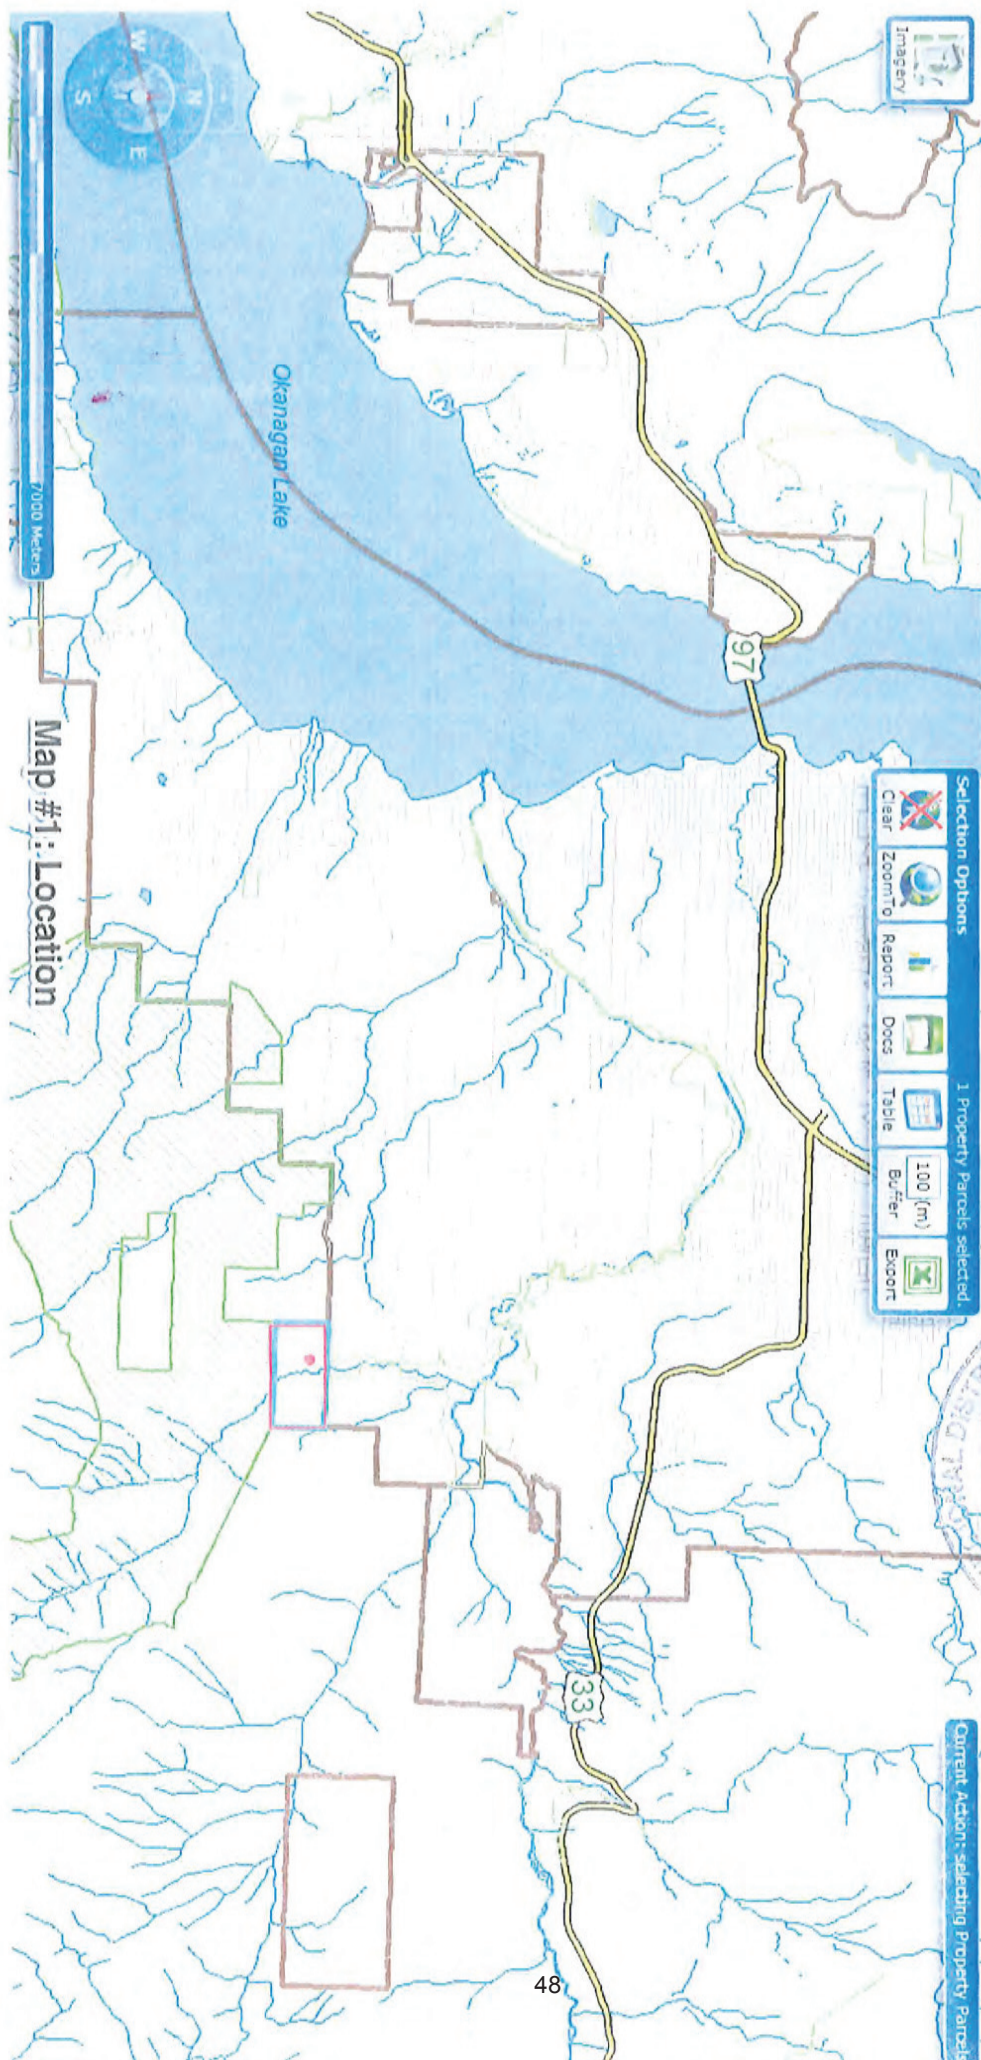 Imagery
Selection Options
1 Property Parcels selected.
Clear
ZoomTo
Report
Docs
Table
100 (m)
Buffer
Export
Current Action: selecting Property Parcels
N
W
E
S
Okanagan Lake
97
33
7000 Meters
Map #1: Location
48